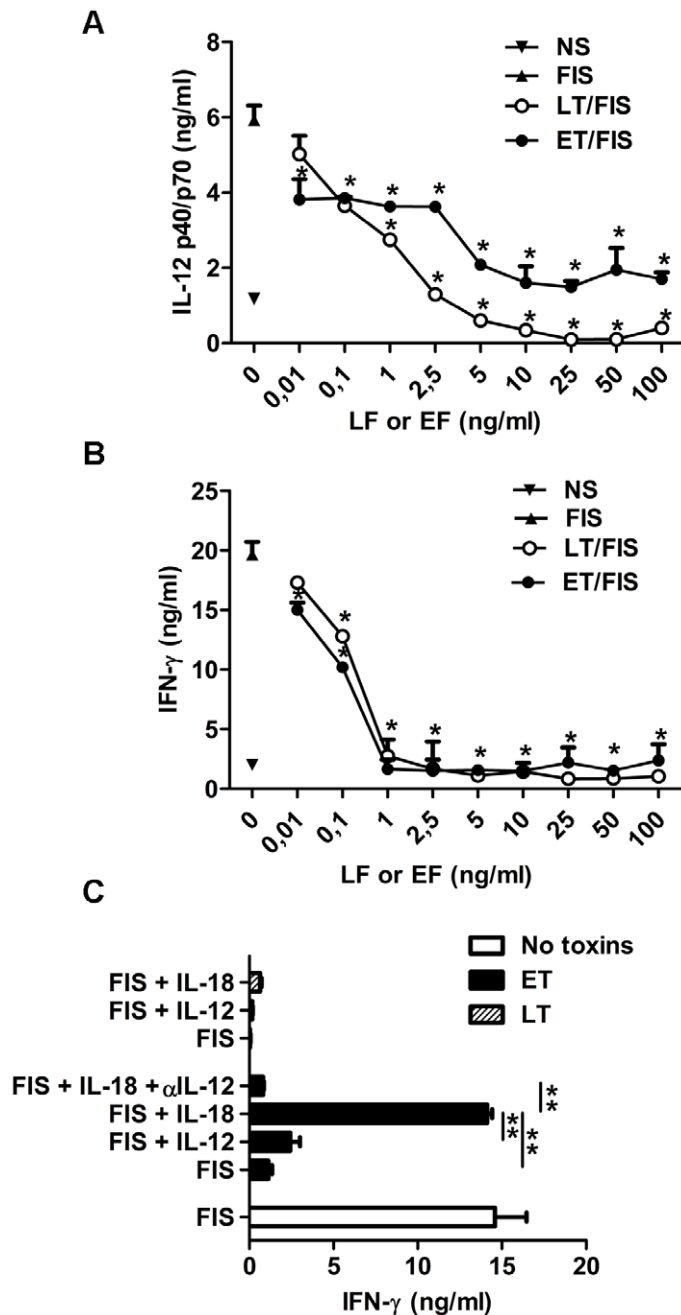 A
IL-12 p40/p70 (ng/ml)
8
6
4
2
0
NS
FIS
LT/FIS
ET/FIS
* * * * * * * * *
* * * * * * *
0 0,01 0,1 1 2,5 5 10 25 50 100
LF or EF (ng/ml)
B
IFN-γ (ng/ml)
25
20
15
10
5
0
NS
FIS
LT/FIS
ET/FIS
* * * * * * * * *
*
0 0,01 0,1 1 2,5 5 10 25 50 100
LF or EF (ng/ml)
C
No toxins
ET
LT
FIS + IL-18
FIS + IL-12
FIS
FIS + IL-18 + αIL-12
FIS + IL-18
FIS + IL-12
FIS
FIS
**
**
**
0 5 10 15 20
IFN-γ (ng/ml)